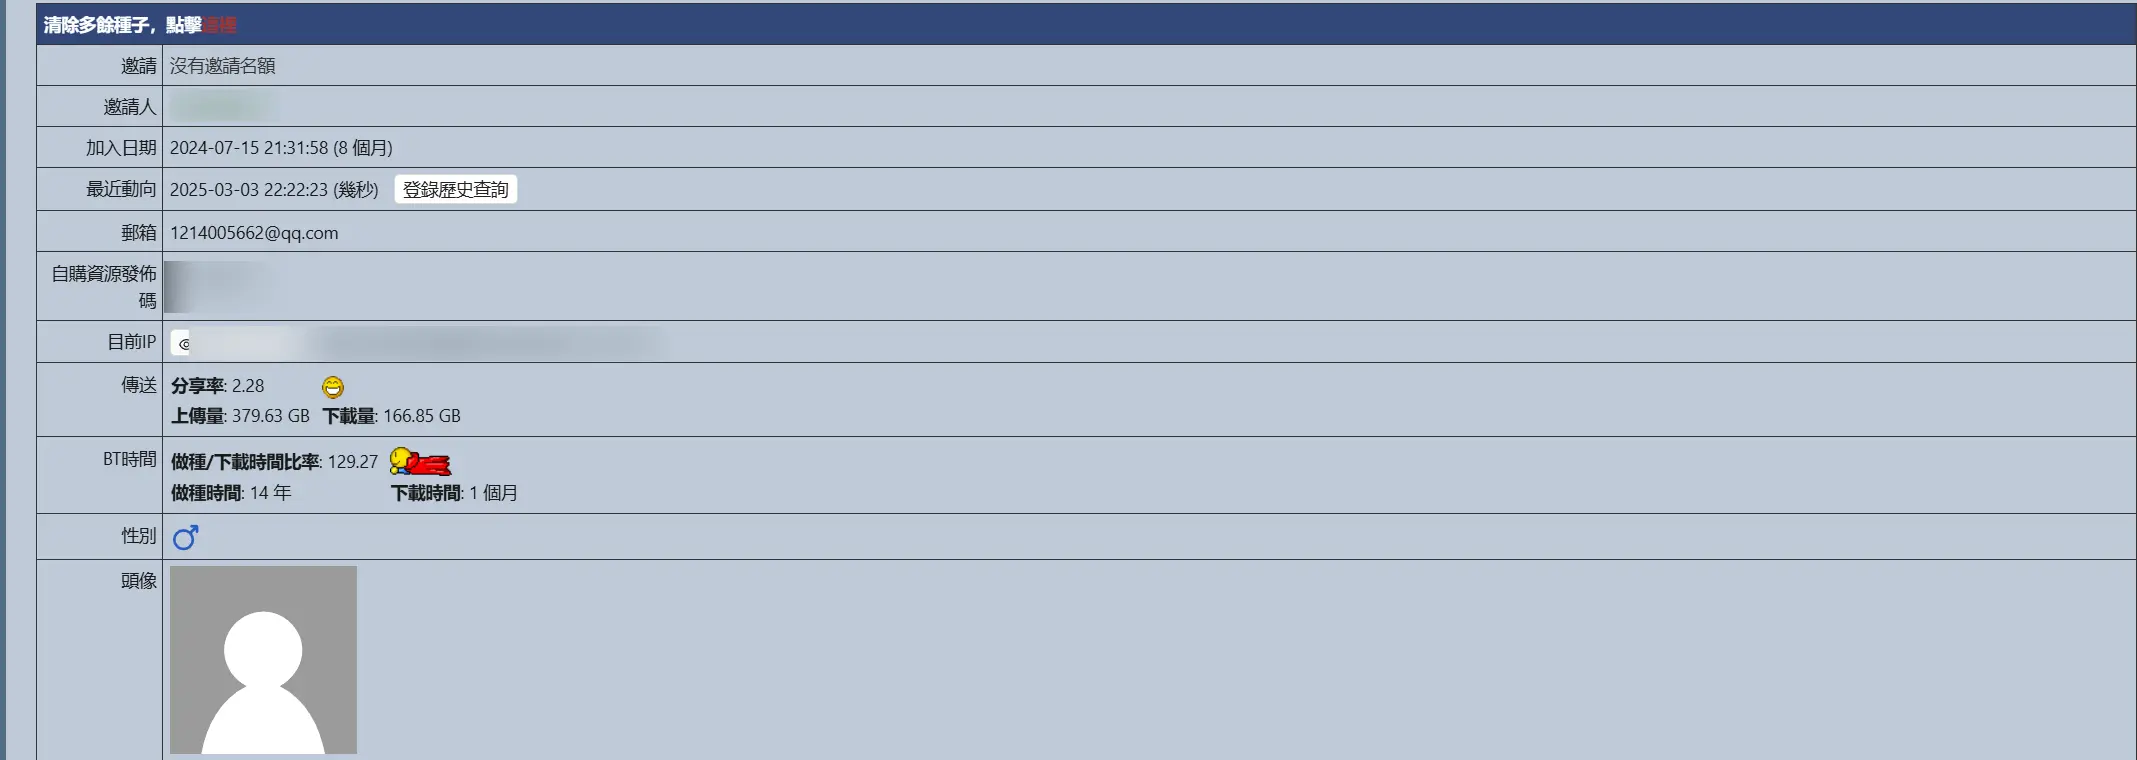 清除多餘種子，點擊這裡
邀請 沒有邀請名額
邀請人
加入日期 2024-07-15 21:31:58 (8 個月)
最近動向 2025-03-03 22:22:23 (幾秒) 登錄歷史查詢
郵箱 1214005662@qq.com
自購資源發佈
碼
目前IP
傳送 分享率: 2.28
上傳量: 379.63 GB 下載量: 166.85 GB
BT時間 做種/下載時間比率: 129.27
做種時間: 14 年 下載時間: 1 個月
性別
頭像